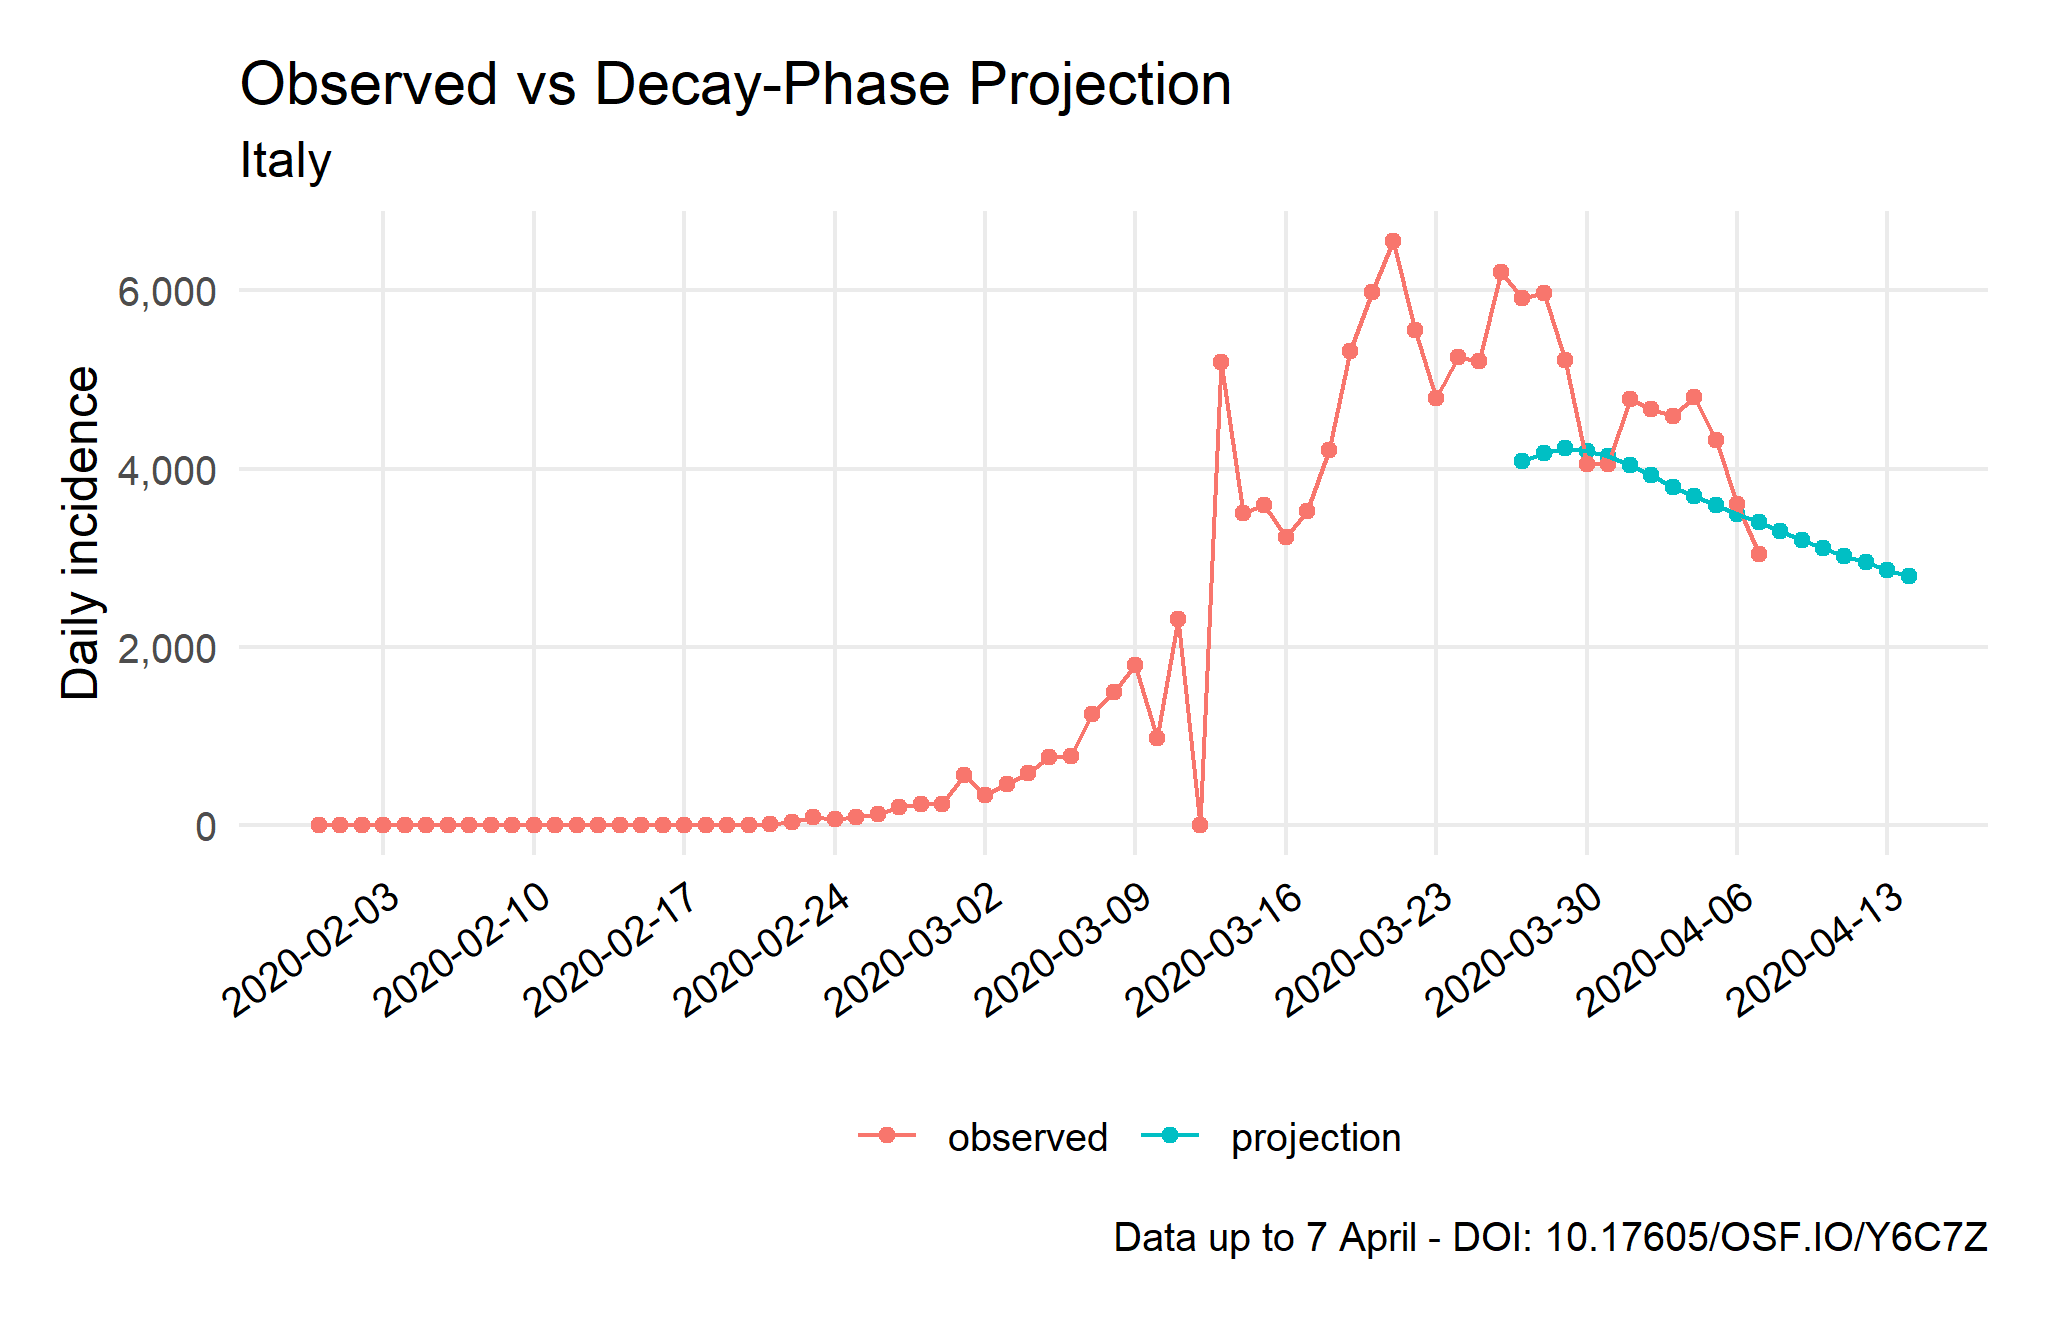 Observed vs Decay-Phase Projection
Italy
Daily incidence
6,000
4,000
2,000
0
2020-02-03
2020-02-10
2020-02-17
2020-02-24
2020-03-02
2020-03-09
2020-03-16
2020-03-23
2020-03-30
2020-04-06
2020-04-13
observed
projection
Data up to 7 April - DOI: 10.17605/OSF.IO/Y6C7Z